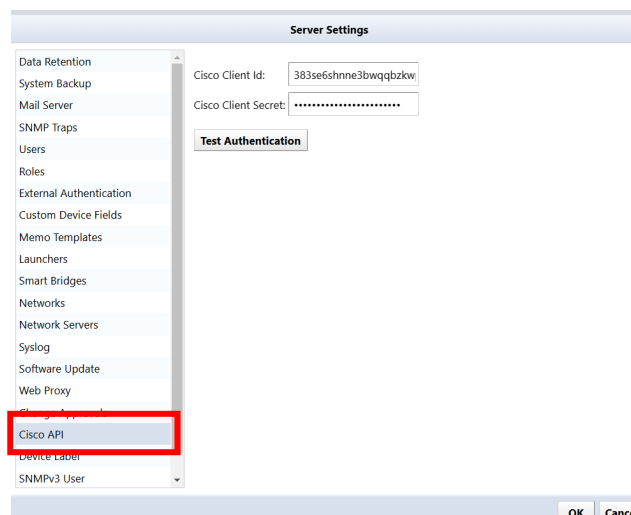 Server Settings
Data Retention
System Backup
Mail Server
SNMP Traps
Users
Roles
External Authentication
Custom Device Fields
Memo Templates
Launchers
Smart Bridges
Networks
Network Servers
Syslog
Software Update
Web Proxy
Cisco API
Device Label
SNMPv3 User
Cisco Client Id: 383se6shnne3bwqqbzkw
Cisco Client Secret: ••••••••••••••••••••••••
Test Authentication
OK